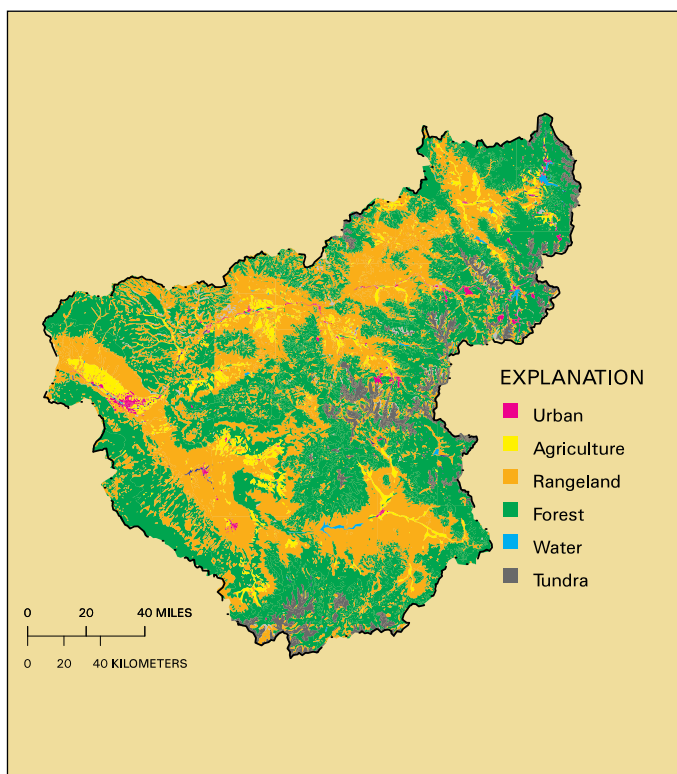 EXPLANATION
Urban
Agriculture
Rangeland
Forest
Water
Tundra
0 20 40 MILES
0 20 40 KILOMETERS